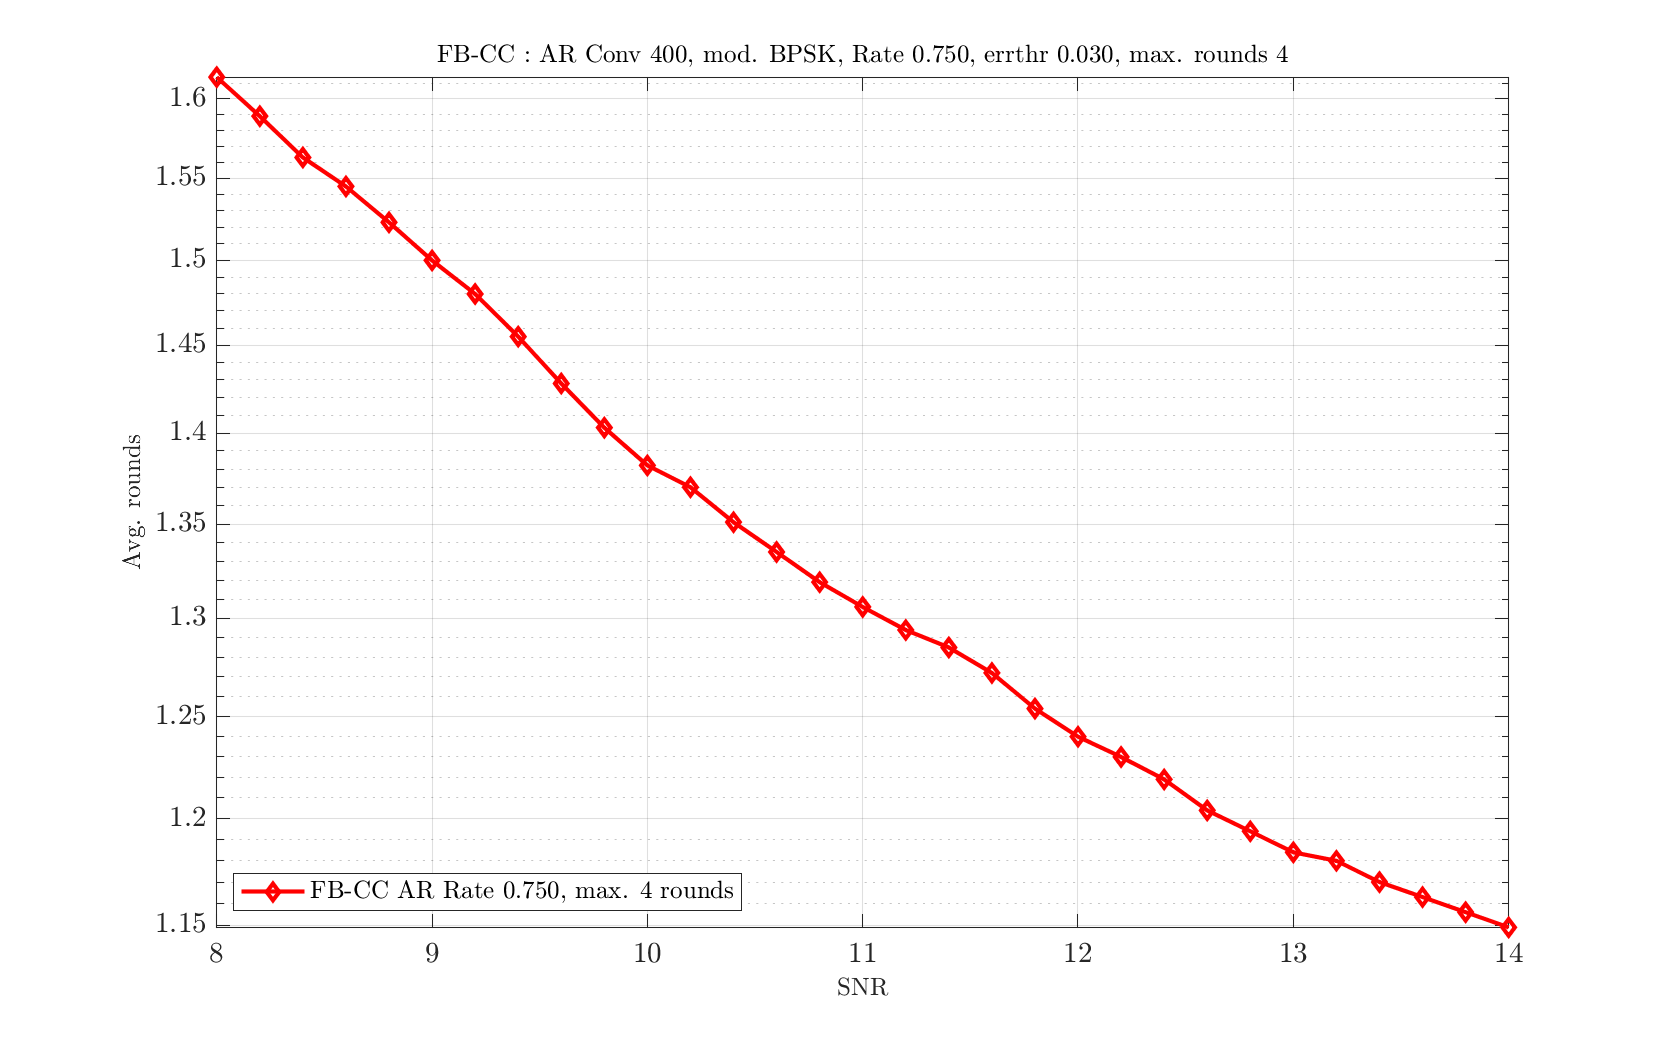 FB-CC : AR Conv 400, mod. BPSK, Rate 0.750, errthr 0.030, max. rounds 4
1.6
1.55
1.5
1.45
1.4
1.35
1.3
1.25
1.2
1.15
Avg. rounds
FB-CC AR Rate 0.750, max. 4 rounds
8 9 10 11 12 13 14
SNR